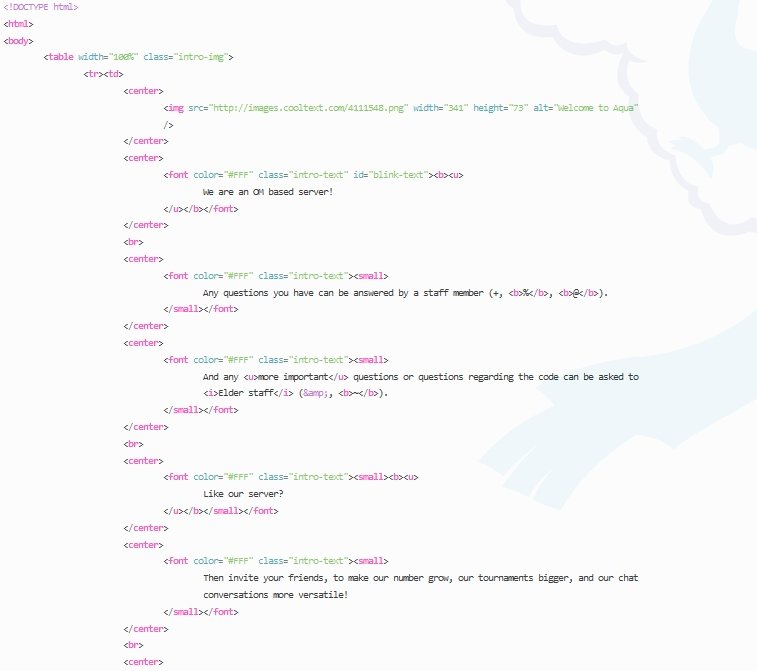 <!DOCTYPE html>
<html>
<body>
<table width="100%" class="intro-img">
<tr><td>
<center>
<img src="http://images.cooltext.com/4111548.png" width="341" height="73" alt="Welcome to Aqua"
/>
</center>
<center>
<font color="#FFF" class="intro-text" id="blink-text"><b><u>
We are an OM based server!
</u></b></font>
</center>
<br>
<center>
<font color="#FFF" class="intro-text"><small>
Any questions you have can be answered by a staff member (+, <b>%</b>, <b>@</b>).
</small></font>
</center>
<center>
<font color="#FFF" class="intro-text"><small>
And any <u>more important</u> questions or questions regarding the code can be asked to
<i>Elder staff</i> (&amp;, <b>~</b>).
</small></font>
</center>
<br>
<center>
<font color="#FFF" class="intro-text"><small><b><u>
Like our server?
</u></b></small></font>
</center>
<center>
<font color="#FFF" class="intro-text"><small>
Then invite your friends, to make our number grow, our tournaments bigger, and our chat
conversations more versatile!
</small></font>
</center>
<br>
<center>